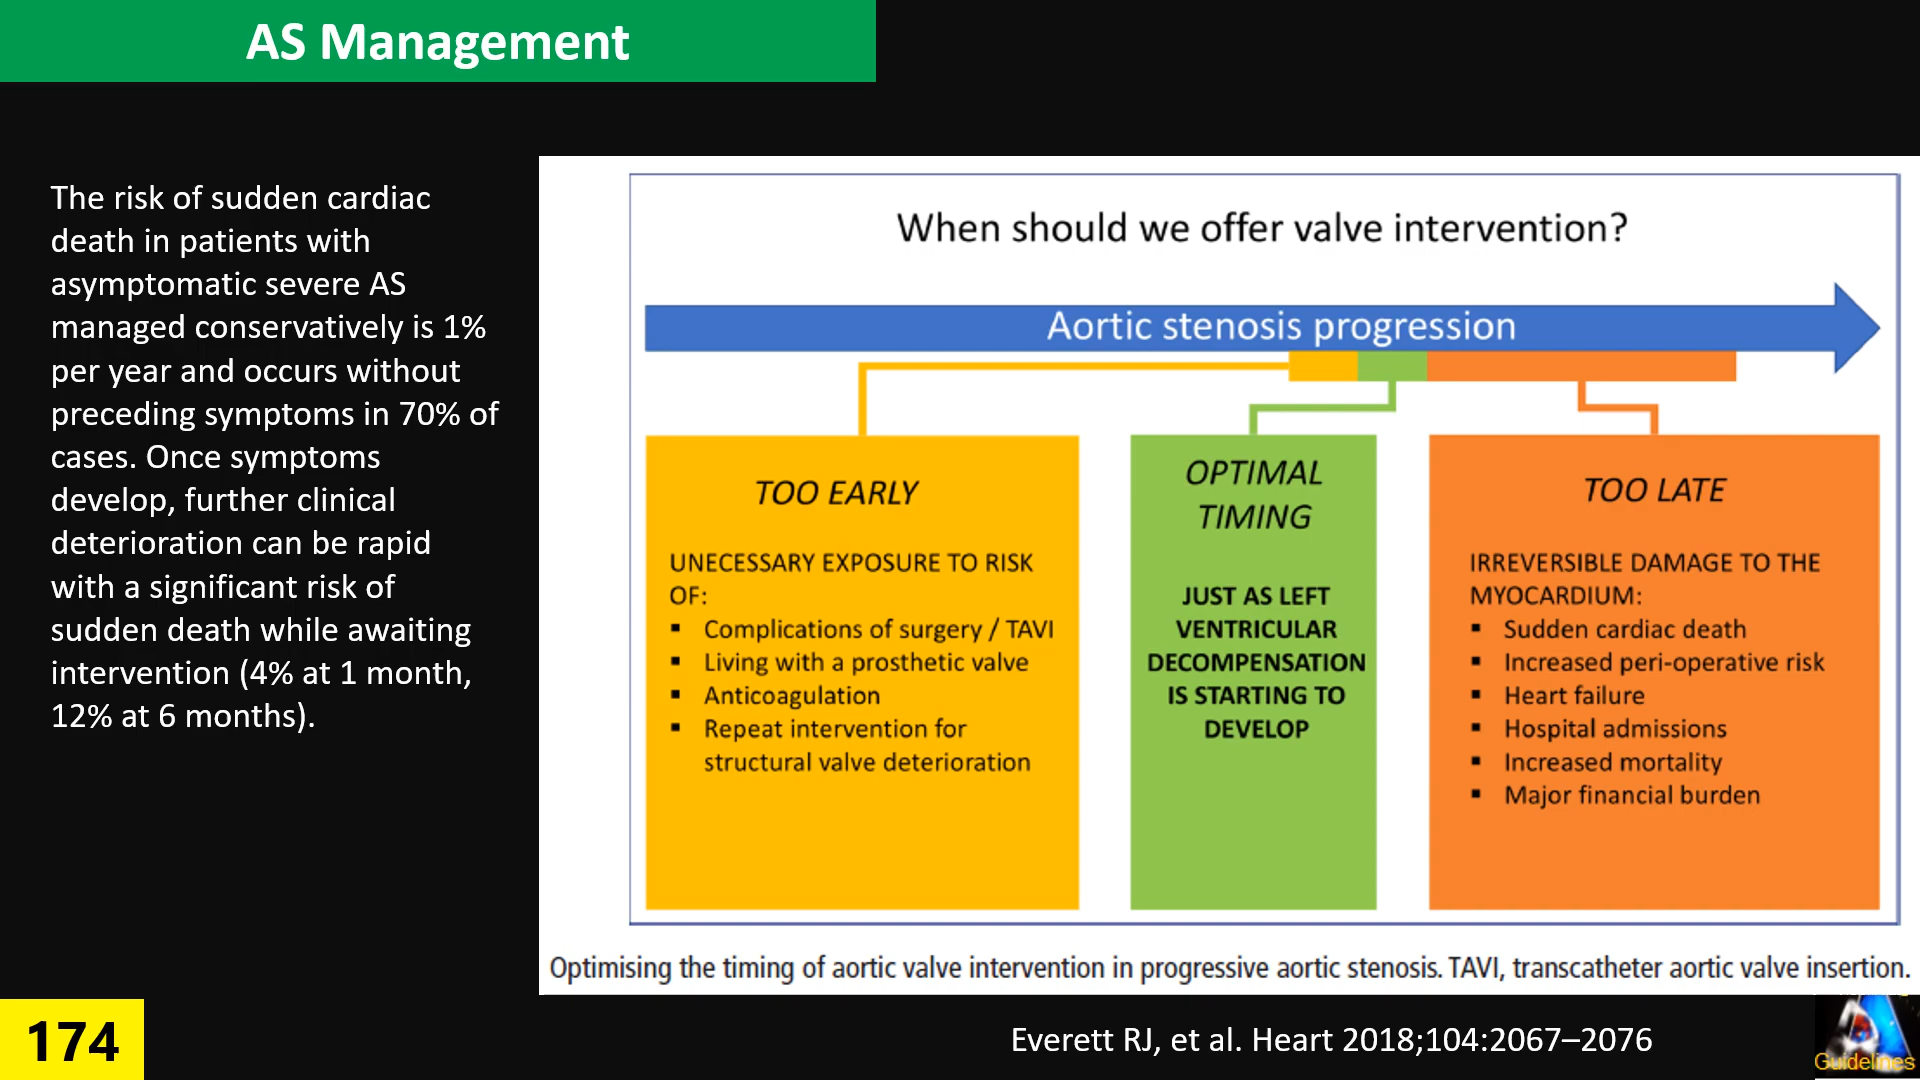 AS Management
The risk of sudden cardiac
death in patients with
asymptomatic severe AS
managed conservatively is 1%
per year and occurs without
preceding symptoms in 70% of
cases. Once symptoms
develop, further clinical
deterioration can be rapid
with a significant risk of
sudden death while awaiting
intervention (4% at 1 month,
12% at 6 months).
When should we offer valve intervention?
Aortic stenosis progression
TOO EARLY
UNECESSARY EXPOSURE TO RISK
OF:
▪ Complications of surgery / TAVI
▪ Living with a prosthetic valve
▪ Anticoagulation
▪ Repeat intervention for
structural valve deterioration
OPTIMAL
TIMING
JUST AS LEFT
VENTRICULAR
DECOMPENSATION
IS STARTING TO
DEVELOP
TOO LATE
IRREVERSIBLE DAMAGE TO THE
MYOCARDIUM:
▪ Sudden cardiac death
▪ Increased peri-operative risk
▪ Heart failure
▪ Hospital admissions
▪ Increased mortality
▪ Major financial burden
Optimising the timing of aortic valve intervention in progressive aortic stenosis. TAVI, transcatheter aortic valve insertion.
174
Everett RJ, et al. Heart 2018;104:2067–2076
Guidelines